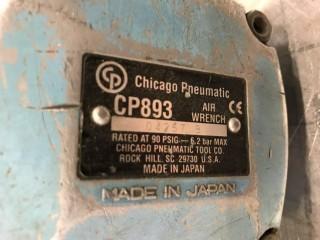 CP Chicago Pneumatic
CP893 AIR WRENCH CE
RATED AT 90 PSIG — 6.2 bar MAX
CHICAGO PNEUMATIC TOOL CO.
ROCK HILL, SC 29730 U.S.A.
MADE IN JAPAN
MADE IN JAPAN